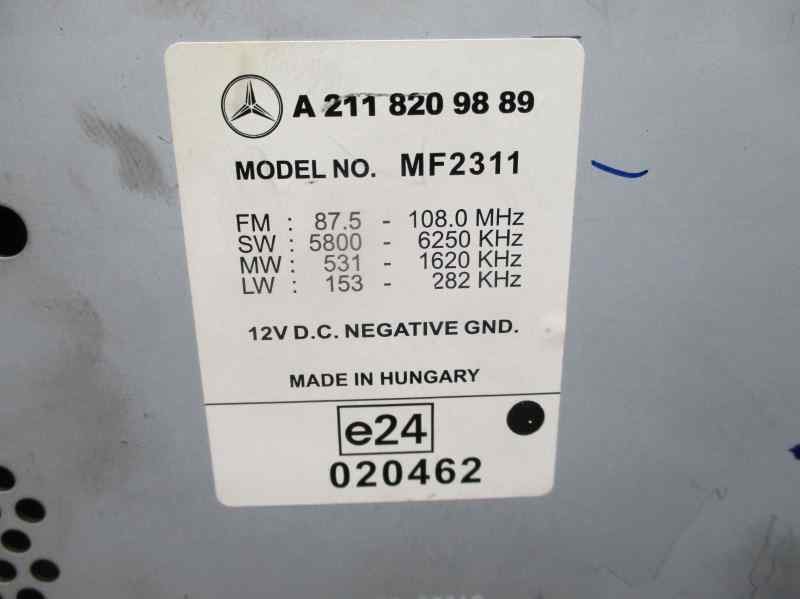 A 211 820 98 89
MODEL NO. MF2311
FM : 87.5 - 108.0 MHz
SW : 5800 - 6250 KHz
MW : 531 - 1620 KHz
LW : 153 - 282 KHz
12V D.C. NEGATIVE GND.
MADE IN HUNGARY
e24
020462